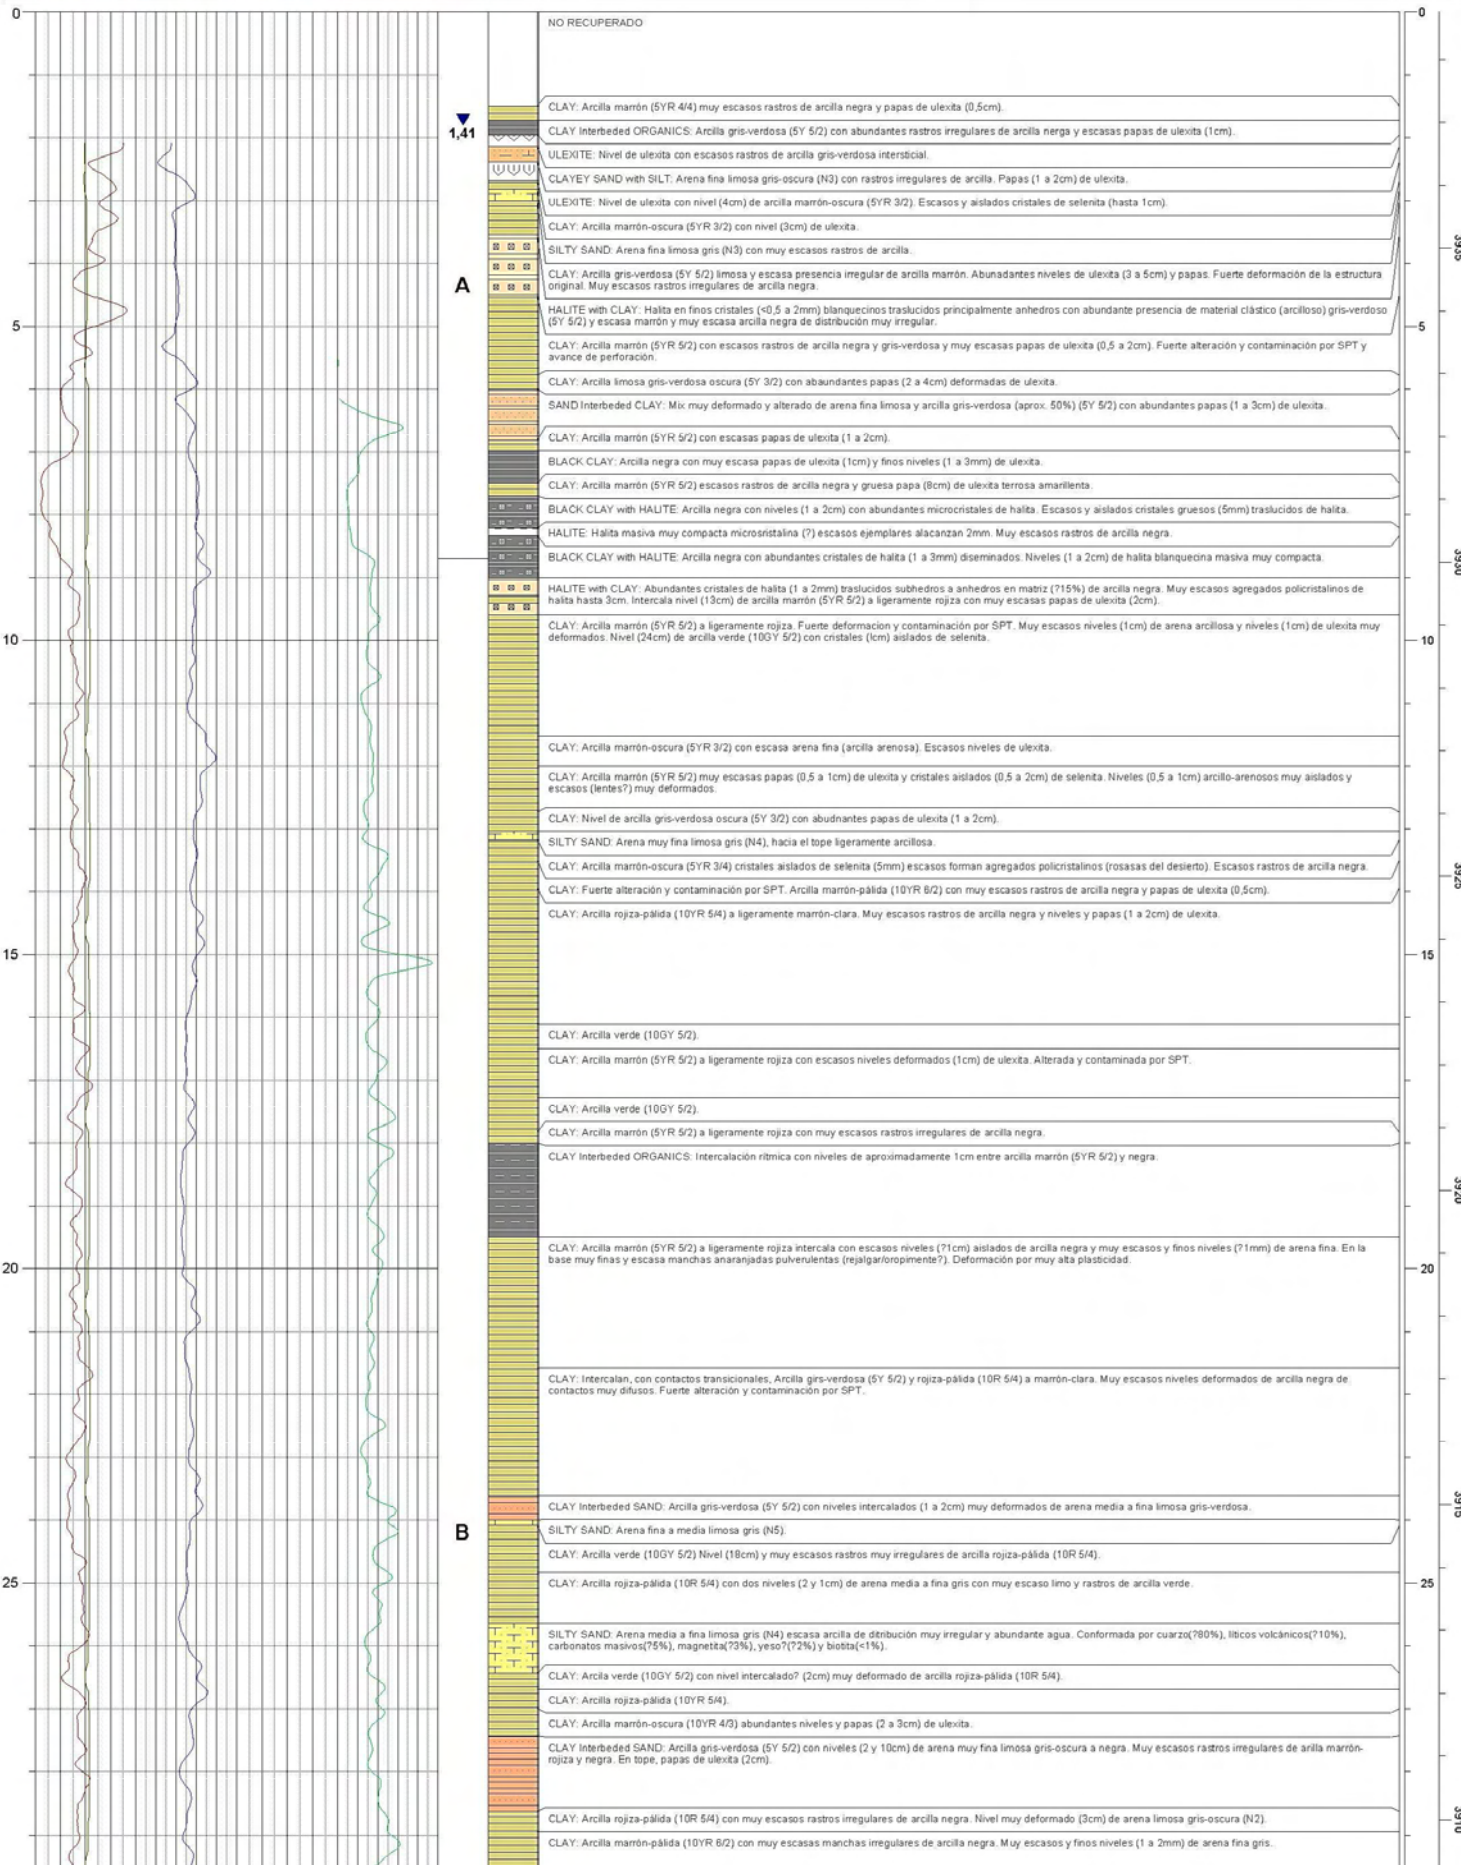 0
NO RECUPERADO
0
CLAY: Arcilla marrón (5YR 4/4) muy escasos rastros de arcilla negra y papas de ulexita (0,5cm).
1,41
CLAY Interbeded ORGANICS: Arcilla gris-verdosa (5Y 5/2) con abundantes rastros irregulares de arcilla nerga y escasas papas de ulexita (1cm).
ULEXITE: Nivel de ulexita con escasos rastros de arcilla gris-verdosa intersticial.
CLAYEY SAND with SILT: Arena fina limosa gris-oscura (N3) con rastros irregulares de arcilla. Papas (1 a 2cm) de ulexita.
ULEXITE: Nivel de ulexita con nivel (4cm) de arcilla marrón-oscura (5YR 3/2). Escasos y aislados cristales de selenita (hasta 1cm).
CLAY: Arcilla marrón-oscura (5YR 3/2) con nivel (3cm) de ulexita.
SILTY SAND: Arena fina limosa gris (N3) con muy escasos rastros de arcilla.
3935
CLAY: Arcilla gris-verdosa (5Y 5/2) limosa y escasa presencia irregular de arcilla marrón. Abunadantes niveles de ulexita (3 a 5cm) y papas. Fuerte deformación de la estructura
original. Muy escasos rastros irregulares de arcilla negra.
A
HALITE with CLAY: Halita en finos cristales (<0,5 a 2mm) blanquecinos traslucidos principalmente anhedros con abundante presencia de material clástico (arcilloso) gris-verdoso
(5Y 5/2) y escasa marrón y muy escasa arcilla negra de distribución muy irregular.
5
5
CLAY: Arcilla marrón (5YR 5/2) con escasos rastros de arcilla negra y gris-verdosa y muy escasas papas de ulexita (0,5 a 2cm). Fuerte alteración y contaminación por SPT y
avance de perforación.
CLAY: Arcilla limosa gris-verdosa oscura (5Y 3/2) con abaundantes papas (2 a 4cm) deformadas de ulexita.
SAND Interbeded CLAY: Mix muy deformado y alterado de arena fina limosa y arcilla gris-verdosa (aprox. 50%) (5Y 5/2) con abundantes papas (1 a 3cm) de ulexita.
CLAY: Arcilla marrón (5YR 5/2) con escasas papas de ulexita (1 a 2cm).
BLACK CLAY: Arcilla negra con muy escasa papas de ulexita (1cm) y finos niveles (1 a 3mm) de ulexita.
CLAY: Arcilla marrón (5YR 5/2) escasos rastros de arcilla negra y gruesa papa (8cm) de ulexita terrosa amarillenta.
BLACK CLAY with HALITE: Arcilla negra con niveles (1 a 2cm) con abundantes microcristales de halita. Escasos y aislados cristales gruesos (5mm) traslucidos de halita.
HALITE: Halita masiva muy compacta microsristalina (?) escasos ejemplares alacanzan 2mm. Muy escasos rastros de arcilla negra.
BLACK CLAY with HALITE: Arcilla negra con abundantes cristales de halita (1 a 3mm) diseminados. Niveles (1 a 2cm) de halita blanquecina masiva muy compacta.
3930
HALITE with CLAY: Abundantes cristales de halita (1 a 2mm) traslucidos subhedros a anhedros en matriz (?15%) de arcilla negra. Muy escasos agregados policristalinos de
halita hasta 3cm. Intercala nivel (13cm) de arcilla marrón (5YR 5/2) a ligeramente rojiza con muy escasas papas de ulexita (2cm).
CLAY: Arcilla marrón (5YR 5/2) a ligeramente rojiza. Fuerte deformacion y contaminación por SPT. Muy escasos niveles (1cm) de arena arcillosa y niveles (1cm) de ulexita muy
deformados. Nivel (24cm) de arcilla verde (10GY 5/2) con cristales (lcm) aislados de selenita.
10
10
CLAY: Arcilla marrón-oscura (5YR 3/2) con escasa arena fina (arcilla arenosa). Escasos niveles de ulexita.
CLAY: Arcilla marrón (5YR 5/2) muy escasas papas (0,5 a 1cm) de ulexita y cristales aislados (0,5 a 2cm) de selenita. Niveles (0,5 a 1cm) arcillo-arenosos muy aislados y
escasos (lentes?) muy deformados.
CLAY: Nivel de arcilla gris-verdosa oscura (5Y 3/2) con abudnantes papas de ulexita (1 a 2cm).
SILTY SAND: Arena muy fina limosa gris (N4), hacia el tope ligeramente arcillosa.
CLAY: Arcilla marrón-oscura (5YR 3/4) cristales aislados de selenita (5mm) escasos forman agregados policristalinos (rosasas del desierto). Escasos rastros de arcilla negra.
3925
CLAY: Fuerte alteración y contaminación por SPT. Arcilla marrón-pálida (10YR 6/2) con muy escasos rastros de arcilla negra y papas de ulexita (0,5cm).
CLAY: Arcilla rojiza-pálida (10YR 5/4) a ligeramente marrón-clara. Muy escasos rastros de arcilla negra y niveles y papas (1 a 2cm) de ulexita.
15
15
CLAY: Arcilla verde (10GY 5/2).
CLAY: Arcilla marrón (5YR 5/2) a ligeramente rojiza con escasos niveles deformados (1cm) de ulexita. Alterada y contaminada por SPT.
CLAY: Arcilla verde (10GY 5/2).
CLAY: Arcilla marrón (5YR 5/2) a ligeramente rojiza con muy escasos rastros irregulares de arcilla negra.
CLAY Interbeded ORGANICS: Intercalación rítmica con niveles de aproximadamente 1cm entre arcilla marrón (5YR 5/2) y negra.
3920
CLAY: Arcilla marrón (5YR 5/2) a ligeramente rojiza intercala con escasos niveles (?1cm) aislados de arcilla negra y muy escasos y finos niveles (?1mm) de arena fina. En la
base muy finas y escasa manchas anaranjadas pulverulentas (rejalgar/oropimente?). Deformación por muy alta plasticidad.
20
20
CLAY: Intercalan, con contactos transicionales, Arcilla girs-verdosa (5Y 5/2) y rojiza-pálida (10R 5/4) a marrón-clara. Muy escasos niveles deformados de arcilla negra de
contactos muy difusos. Fuerte alteración y contaminación por SPT.
CLAY Interbeded SAND: Arcilla gris-verdosa (5Y 5/2) con niveles intercalados (1 a 2cm) muy deformados de arena media a fina limosa gris-verdosa.
3915
B
SILTY SAND: Arena fina a media limosa gris (N5).
CLAY: Arcilla verde (10GY 5/2) Nivel (18cm) y muy escasos rastros muy irregulares de arcilla rojiza-pálida (10R 5/4).
25
25
CLAY: Arcilla rojiza-pálida (10R 5/4) con dos niveles (2 y 1cm) de arena media a fina gris con muy escaso limo y rastros de arcilla verde.
SILTY SAND: Arena media a fina limosa gris (N4) escasa arcilla de ditribución muy irregular y abundante agua. Conformada por cuarzo(?80%), líticos volcánicos(?10%),
carbonatos masivos(?5%), magnetita(?3%), yeso?(?2%) y biotita(<1%).
CLAY: Arcila verde (10GY 5/2) con nivel intercalado? (2cm) muy deformado de arcilla rojiza-pálida (10R 5/4).
CLAY: Arcilla rojiza-pálida (10YR 5/4).
CLAY: Arcilla marrón-oscura (10YR 4/3) abundantes niveles y papas (2 a 3cm) de ulexita.
CLAY Interbeded SAND: Arcilla gris-verdosa (5Y 5/2) con niveles (2 y 10cm) de arena muy fina limosa gris-oscura a negra. Muy escasos rastros irregulares de arilla marrón-
rojiza y negra. En tope, papas de ulexita (2cm).
CLAY: Arcilla rojiza-pálida (10R 5/4) con muy escasos rastros irregulares de arcilla negra. Nivel muy deformado (3cm) de arena limosa gris-oscura (N2).
3910
CLAY: Arcilla marrón-pálida (10YR 6/2) con muy escasas manchas irregulares de arcilla negra. Muy escasos y finos niveles (1 a 2mm) de arena fina gris.